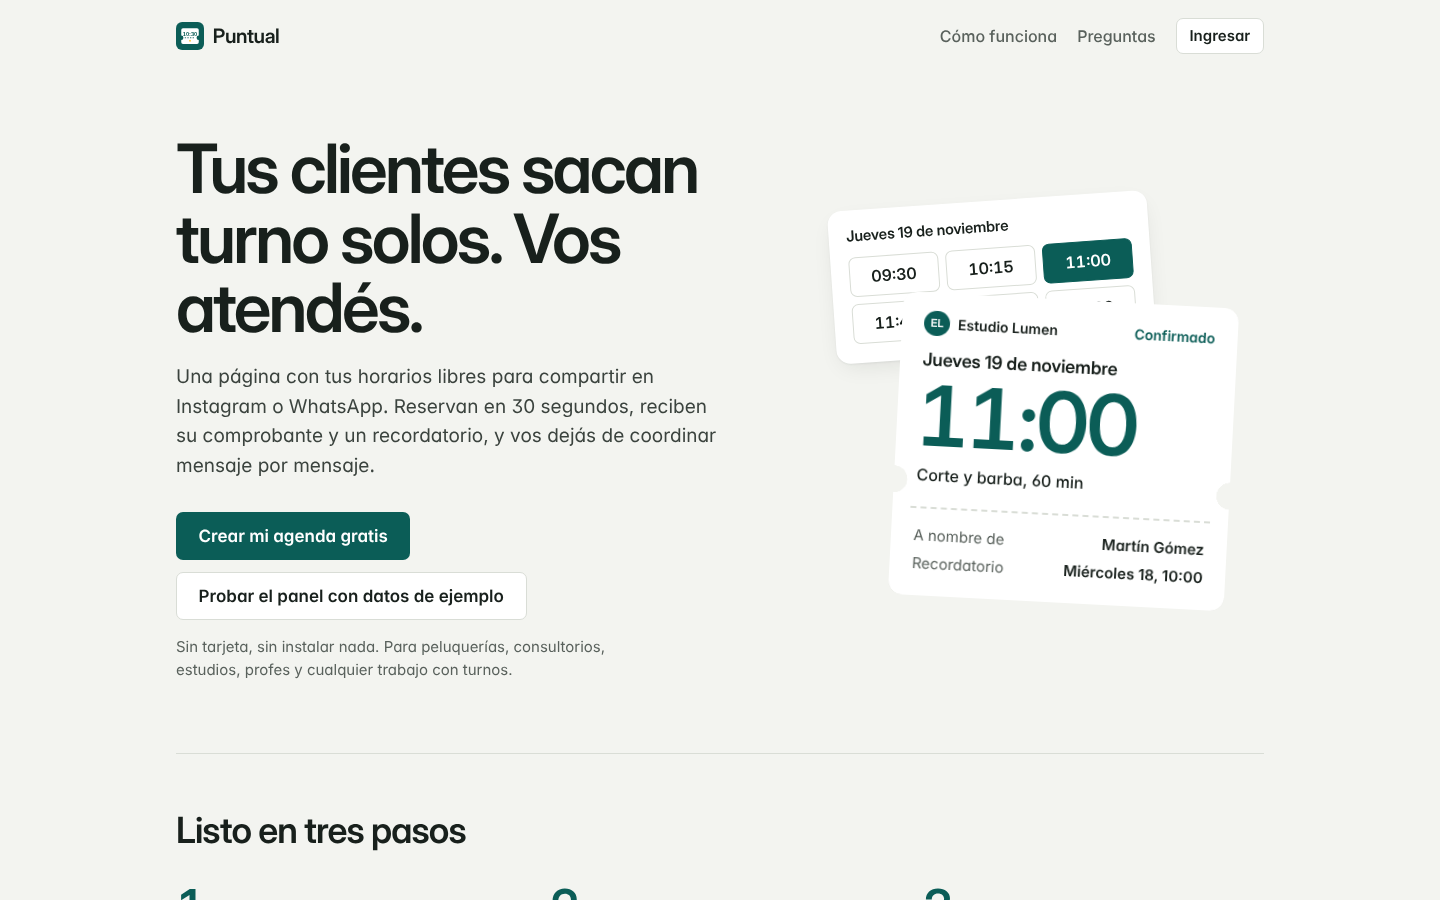 10:30
Puntual
Cómo funciona
Preguntas
Ingresar
Tus clientes sacan
turno solos. Vos
atendés.
Una página con tus horarios libres para compartir en
Instagram o WhatsApp. Reservan en 30 segundos, reciben
su comprobante y un recordatorio, y vos dejás de coordinar
mensaje por mensaje.
Crear mi agenda gratis
Probar el panel con datos de ejemplo
Sin tarjeta, sin instalar nada. Para peluquerías, consultorios,
estudios, profes y cualquier trabajo con turnos.
Jueves 19 de noviembre
09:30
10:15
11:00
EL
Estudio Lumen
Confirmado
Jueves 19 de noviembre
11:00
Corte y barba, 60 min
A nombre de
Martín Gómez
Recordatorio
Miércoles 18, 10:00
Listo en tres pasos